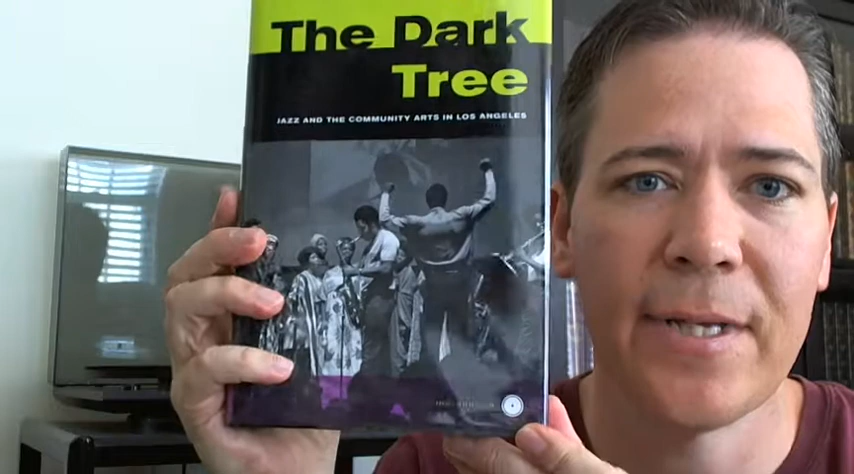 The Dark
Tree
JAZZ AND THE COMMUNITY ARTS IN LOS ANGELES